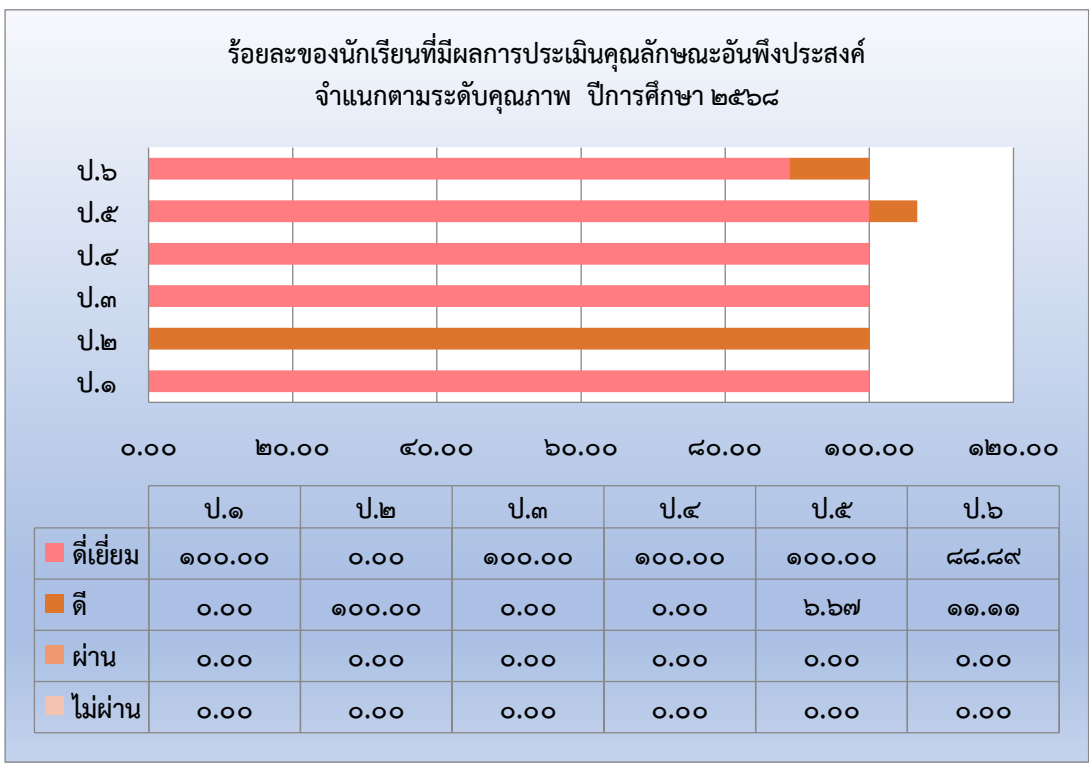 ร้อยละของนักเรียนที่มีผลการประเมินคุณลักษณะอันพึงประสงค์
จำแนกตามระดับคุณภาพ ปีการศึกษา ๒๕๖๘
ป.๖
ป.๕
ป.๔
ป.๓
ป.๒
ป.๑
๐.๐๐ ๒๐.๐๐ ๔๐.๐๐ ๖๐.๐๐ ๘๐.๐๐ ๑๐๐.๐๐ ๑๒๐.๐๐
ป.๑ ป.๒ ป.๓ ป.๔ ป.๕ ป.๖
ดี่เยี่ยม ๑๐๐.๐๐ ๐.๐๐ ๑๐๐.๐๐ ๑๐๐.๐๐ ๑๐๐.๐๐ ๘๘.๘๙
ดี ๐.๐๐ ๑๐๐.๐๐ ๐.๐๐ ๐.๐๐ ๖.๖๗ ๑๑.๑๑
ผ่าน ๐.๐๐ ๐.๐๐ ๐.๐๐ ๐.๐๐ ๐.๐๐ ๐.๐๐
ไม่ผ่าน ๐.๐๐ ๐.๐๐ ๐.๐๐ ๐.๐๐ ๐.๐๐ ๐.๐๐